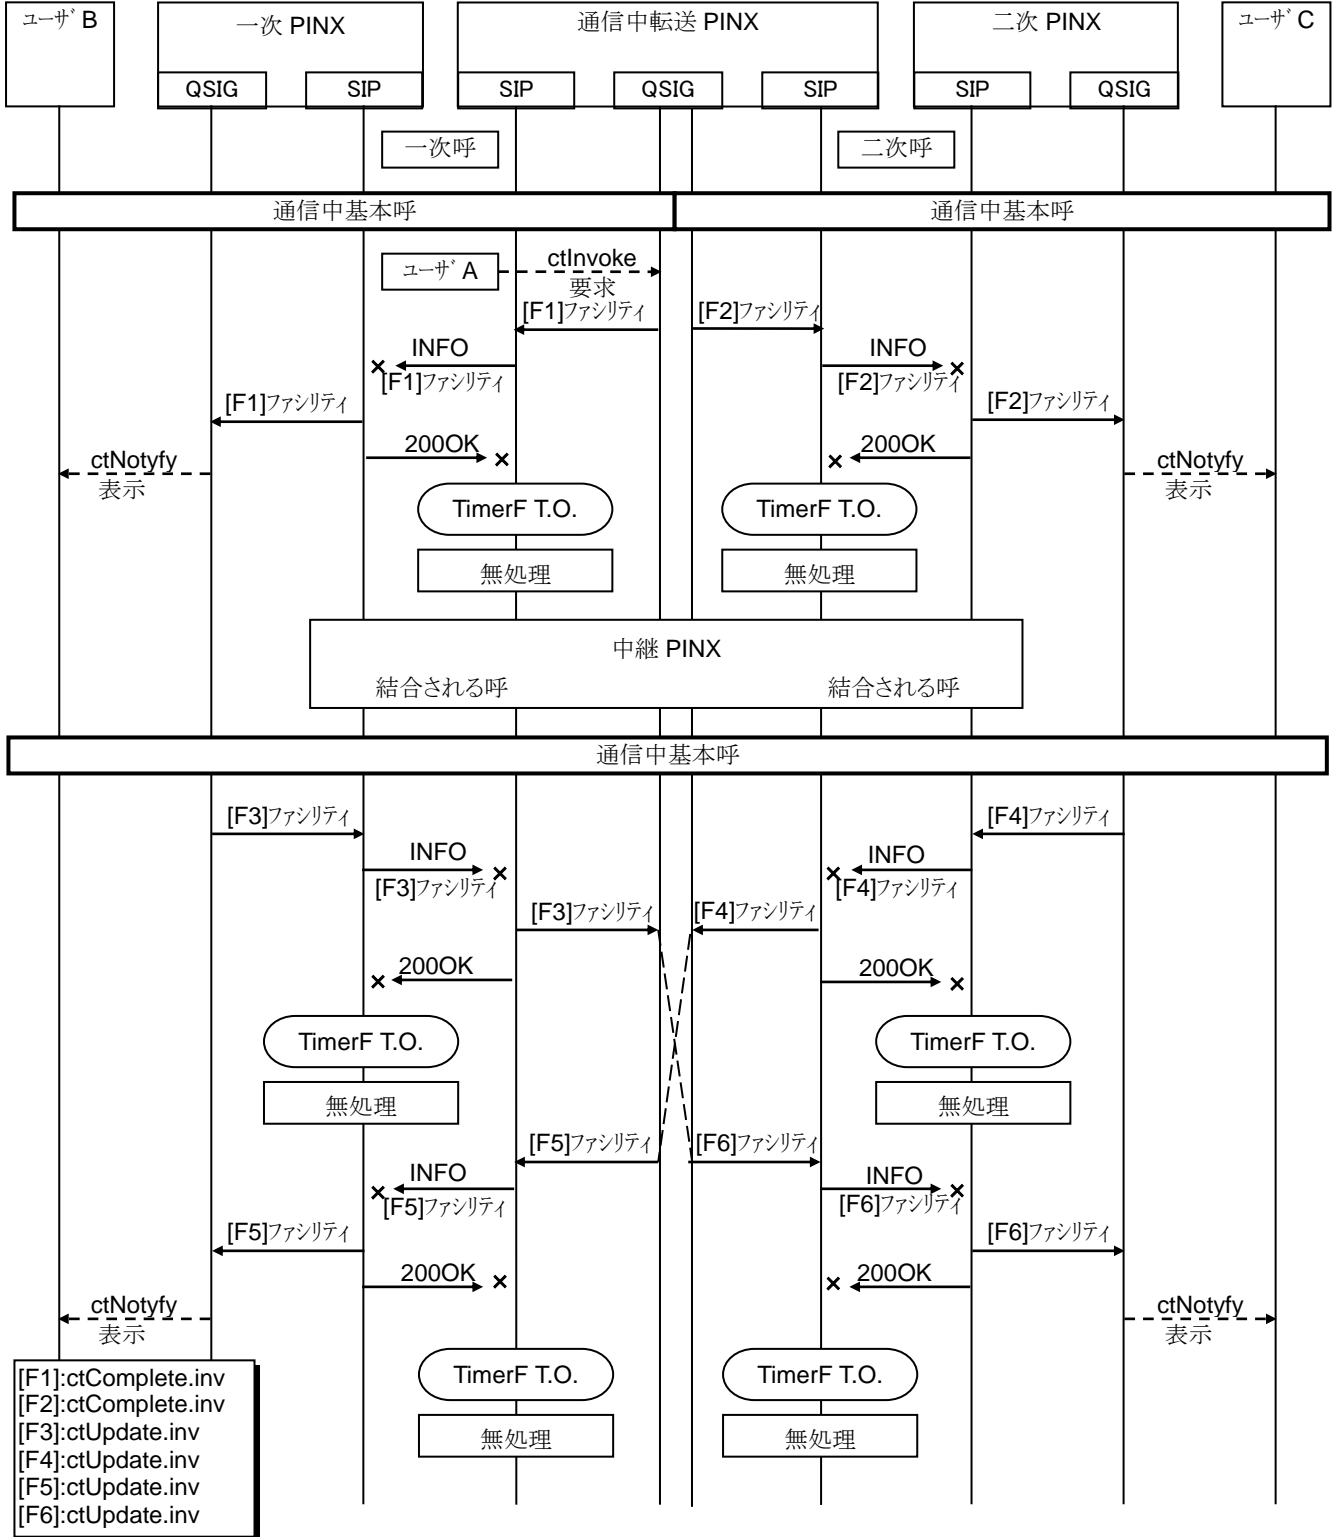 ユーザ B
一次 PINX
通信中転送 PINX
二次 PINX
ユーザ C
QSIG
SIP
SIP
QSIG
SIP
SIP
QSIG
一次呼
二次呼
通信中基本呼
通信中基本呼
ユーザ A
ctInvoke
要求
[F1]ファシリティ
[F2]ファシリティ
INFO
[F1]ファシリティ
INFO
[F2]ファシリティ
[F1]ファシリティ
[F2]ファシリティ
200OK
200OK
ctNotyfy
表示
ctNotyfy
表示
TimerF T.O.
TimerF T.O.
無処理
無処理
中継 PINX
結合される呼
結合される呼
通信中基本呼
[F3]ファシリティ
[F4]ファシリティ
INFO
[F3]ファシリティ
INFO
[F4]ファシリティ
[F3]ファシリティ
[F4]ファシリティ
200OK
200OK
TimerF T.O.
TimerF T.O.
無処理
無処理
[F5]ファシリティ
[F6]ファシリティ
INFO
[F5]ファシリティ
INFO
[F6]ファシリティ
[F5]ファシリティ
[F6]ファシリティ
200OK
200OK
ctNotyfy
表示
ctNotyfy
表示
TimerF T.O.
TimerF T.O.
無処理
無処理
[F1]:ctComplete.inv
[F2]:ctComplete.inv
[F3]:ctUpdate.inv
[F4]:ctUpdate.inv
[F5]:ctUpdate.inv
[F6]:ctUpdate.inv